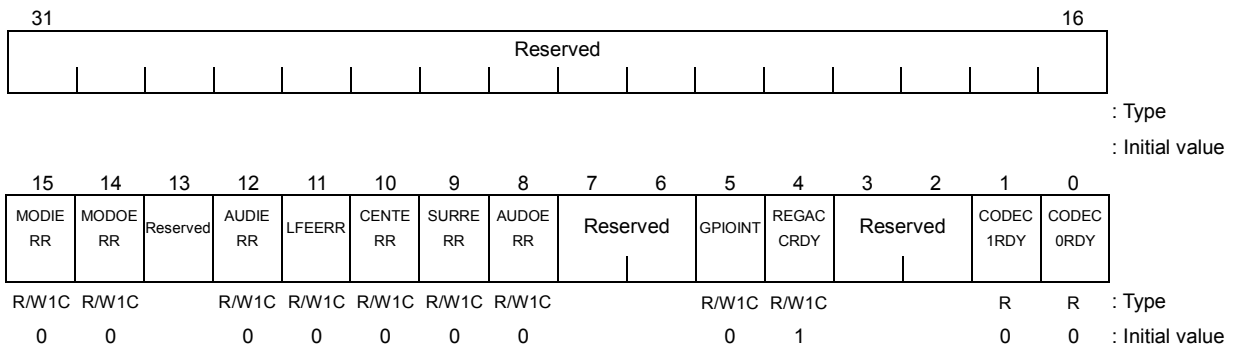 31 16
Reserved
: Type
: Initial value
15 14 13 12 11 10 9 8 7 6 5 4 3 2 1 0
MODIE MODOE Reserved AUDIE LFEERR CENTE SURRE AUDOE Reserved GPIOINT REGAC Reserved CODEC CODEC
RR RR RR RR RR RR CRDY 1RDY 0RDY
R/W1C R/W1C R/W1C R/W1C R/W1C R/W1C R/W1C R/W1C R/W1C R R : Type
0 0 0 0 0 0 0 0 1 0 0 : Initial value